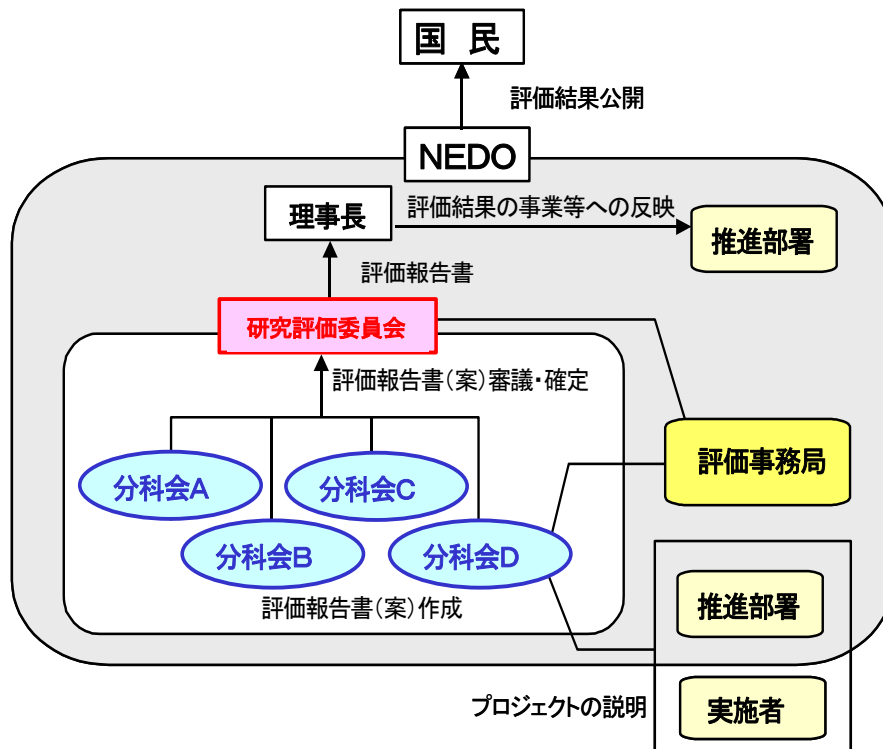 国 民
評価結果公開
NEDO
理事長
評価結果の事業等への反映
推進部署
評価報告書
研究評価委員会
評価報告書(案)審議・確定
評価事務局
分科会A
分科会C
分科会B
分科会D
評価報告書(案)作成
推進部署
プロジェクトの説明
実施者